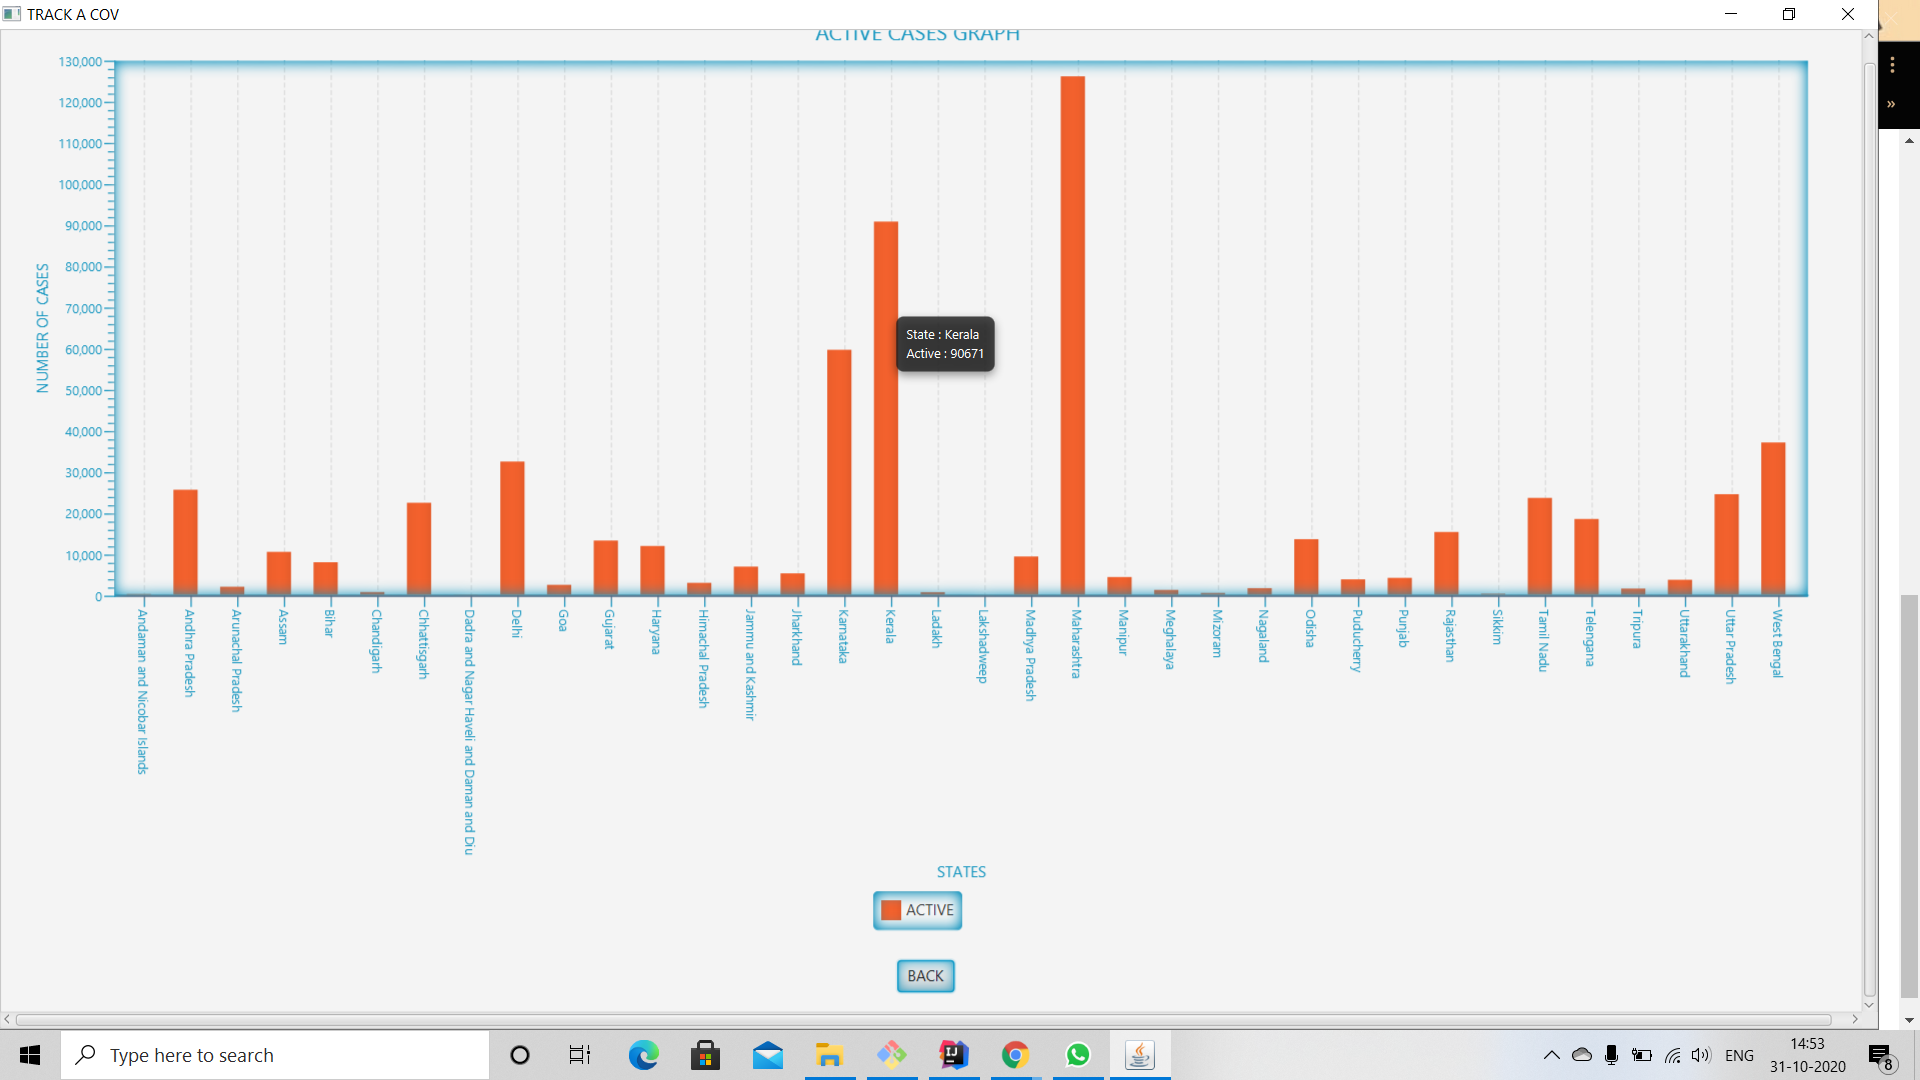 TRACK A COV
ACTIVE CASES GRAPH
130,000
120,000
110,000
100,000
90,000
80,000
70,000
60,000
50,000
40,000
30,000
20,000
10,000
0
NUMBER OF CASES
State : Kerala
Active : 90671
Andaman and Nicobar Islands
Andhra Pradesh
Arunachal Pradesh
Assam
Bihar
Chandigarh
Chhattisgarh
Dadra and Nagar Haveli and Daman and Diu
Delhi
Goa
Gujarat
Haryana
Himachal Pradesh
Jammu and Kashmir
Jharkhand
Karnataka
Kerala
Ladakh
Lakshadweep
Madhya Pradesh
Maharashtra
Manipur
Meghalaya
Mizoram
Nagaland
Odisha
Puducherry
Punjab
Rajasthan
Sikkim
Tamil Nadu
Telengana
Tripura
Uttarakhand
Uttar Pradesh
West Bengal
STATES
ACTIVE
BACK
Type here to search
ENG
14:53
31-10-2020
8